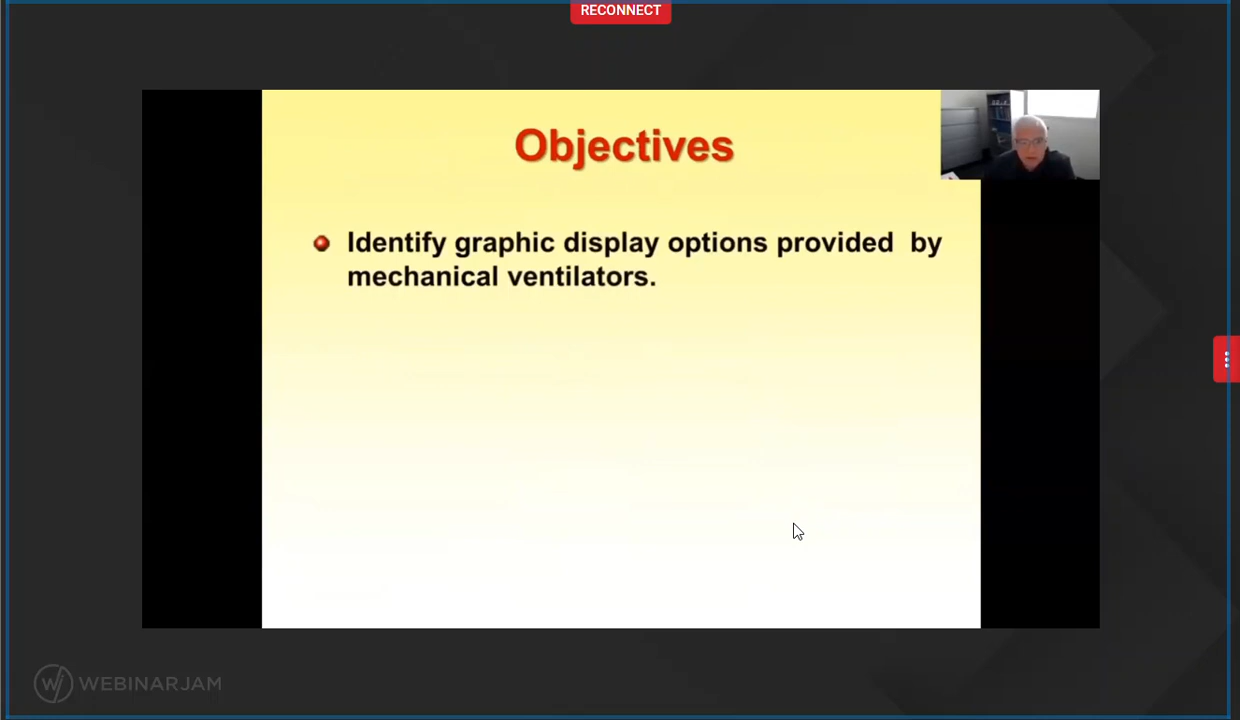 RECONNECT
Objectives
Identify graphic display options provided by
mechanical ventilators.
WEBINARJAM